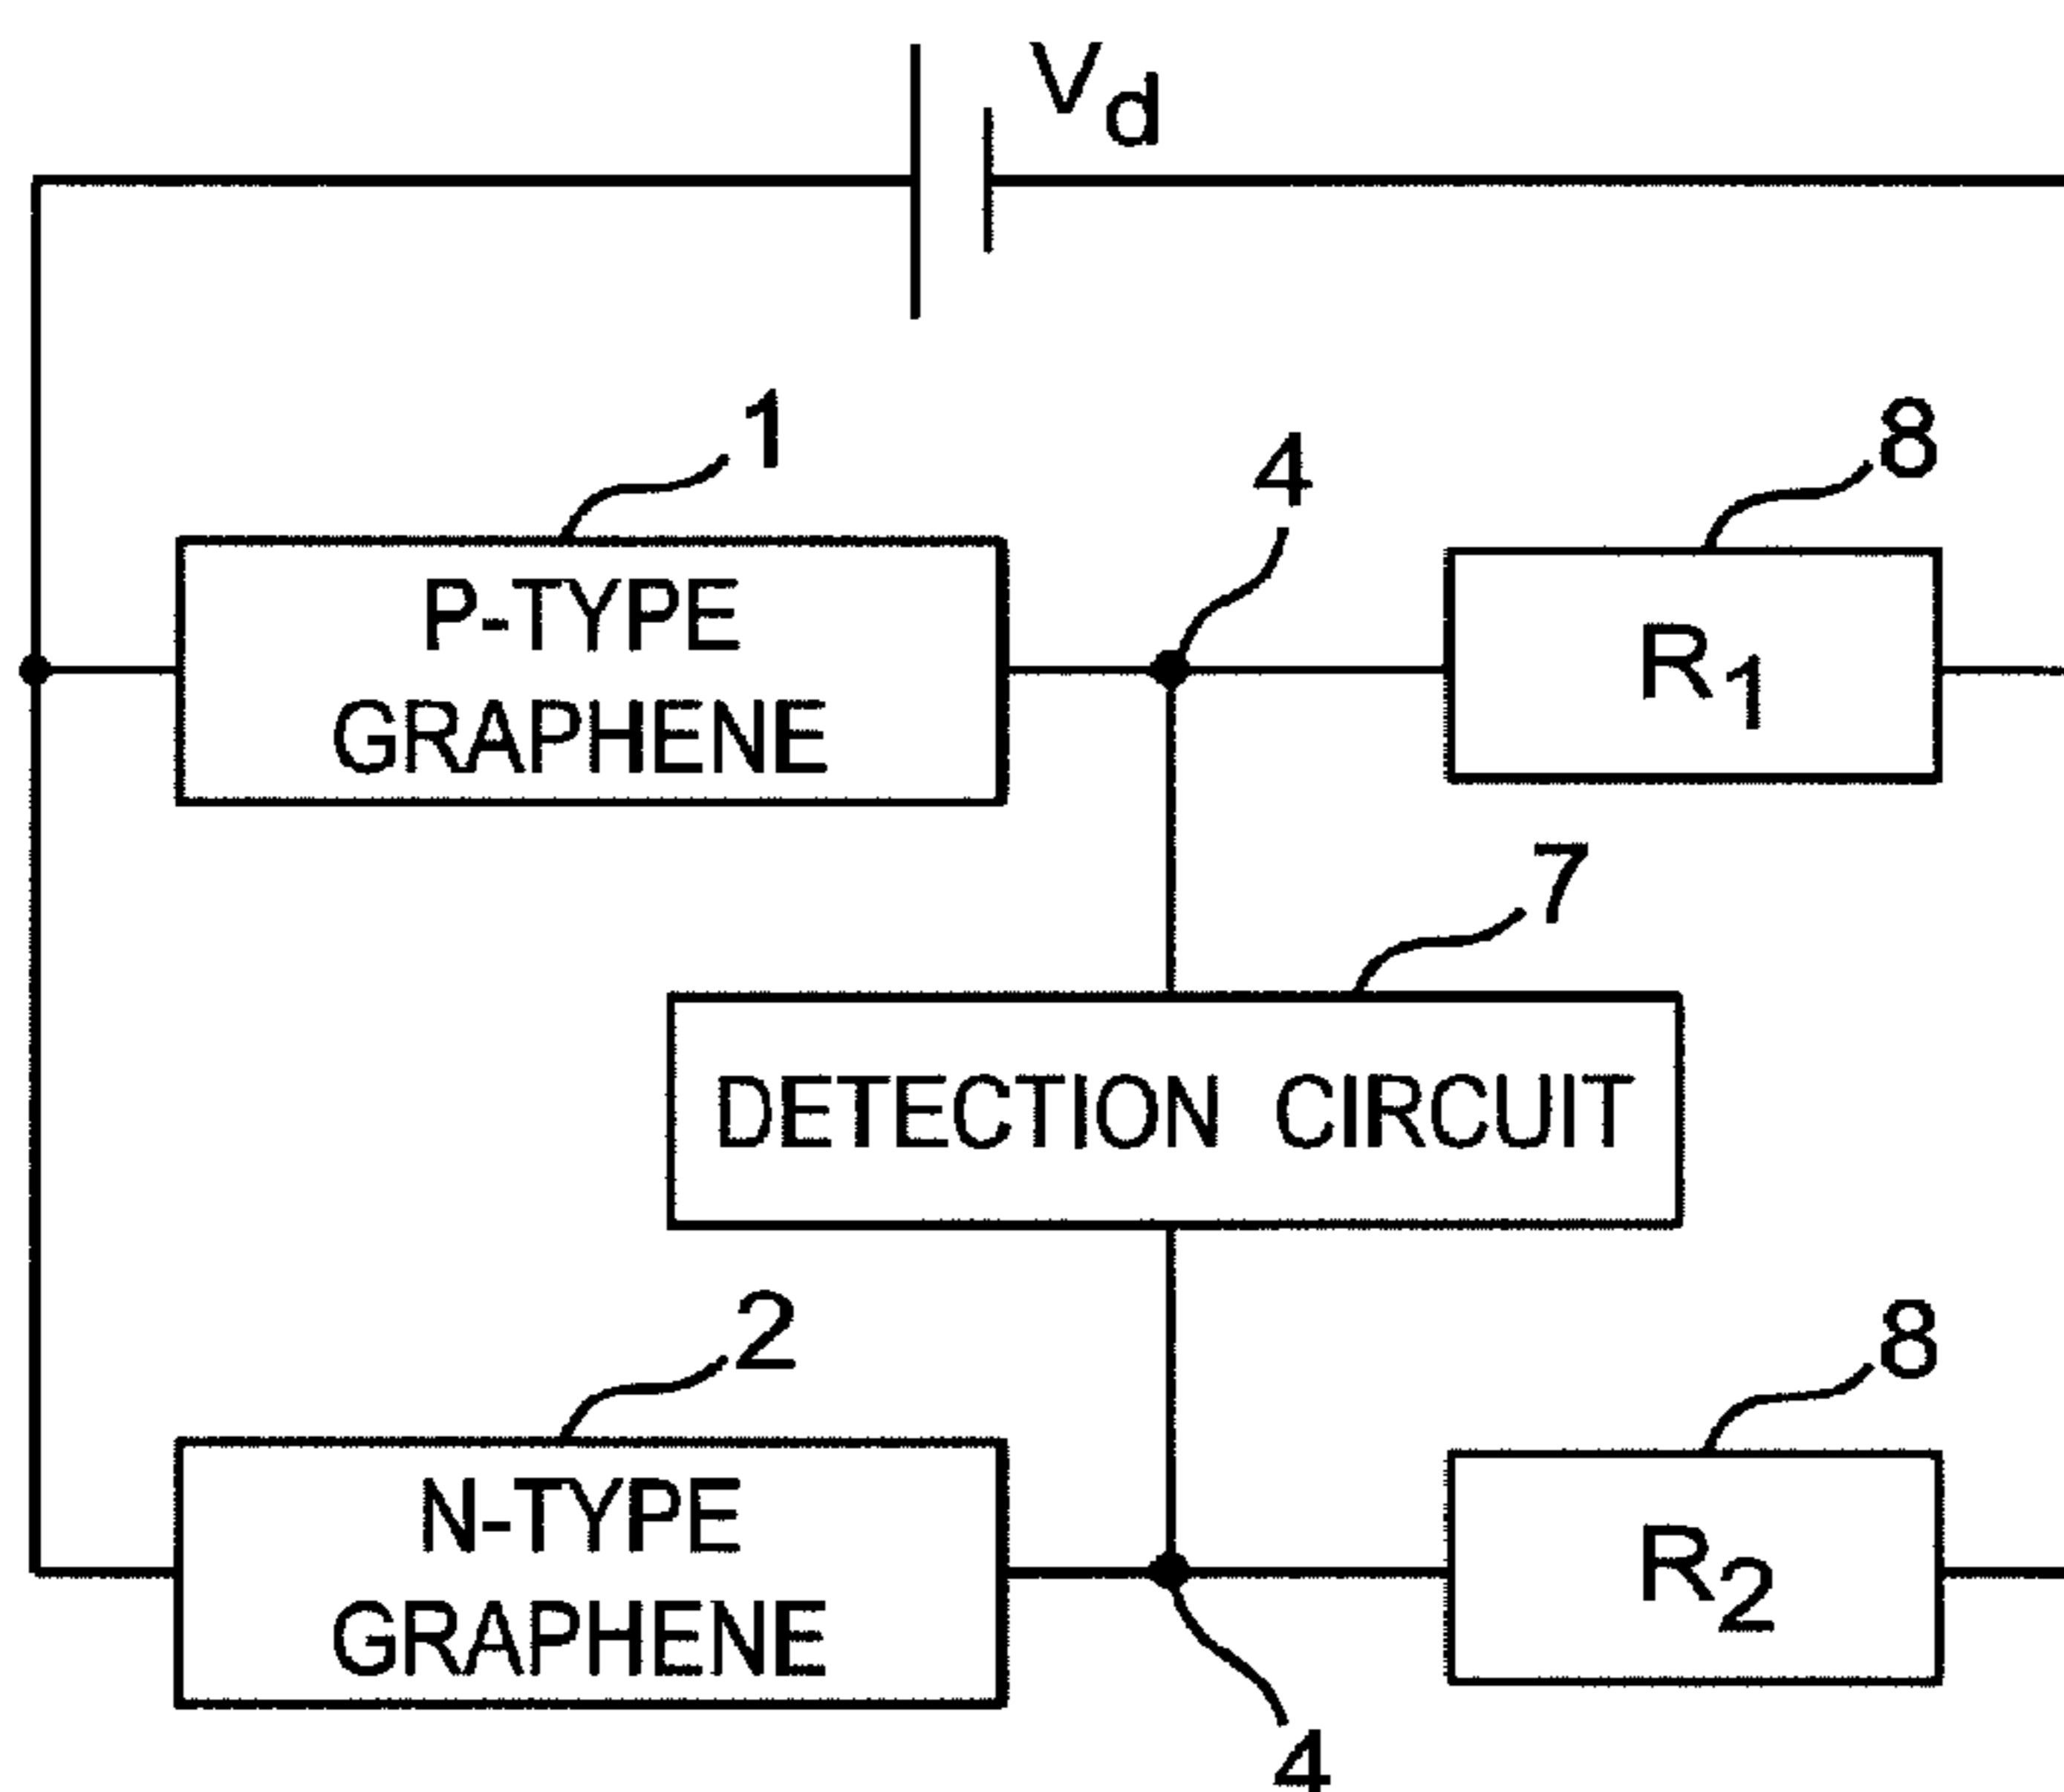 Vd
1
4
8
P-TYPE
GRAPHENE
R1
7
DETECTION CIRCUIT
2
8
N-TYPE
GRAPHENE
R2
4